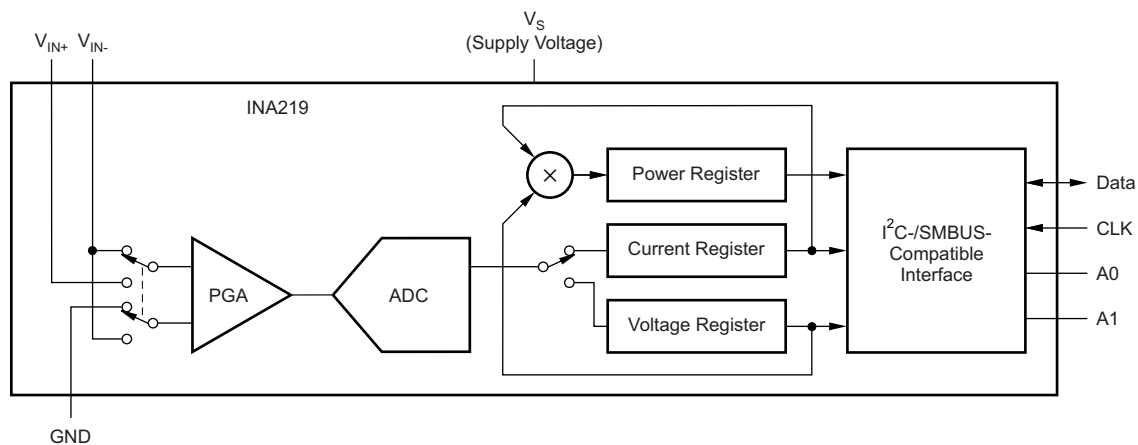 V_S
(Supply Voltage)
V_IN+
V_IN-
INA219
×
Power Register
Current Register
Voltage Register
PGA
ADC
I²C-/SMBUS-
Compatible
Interface
Data
CLK
A0
A1
GND